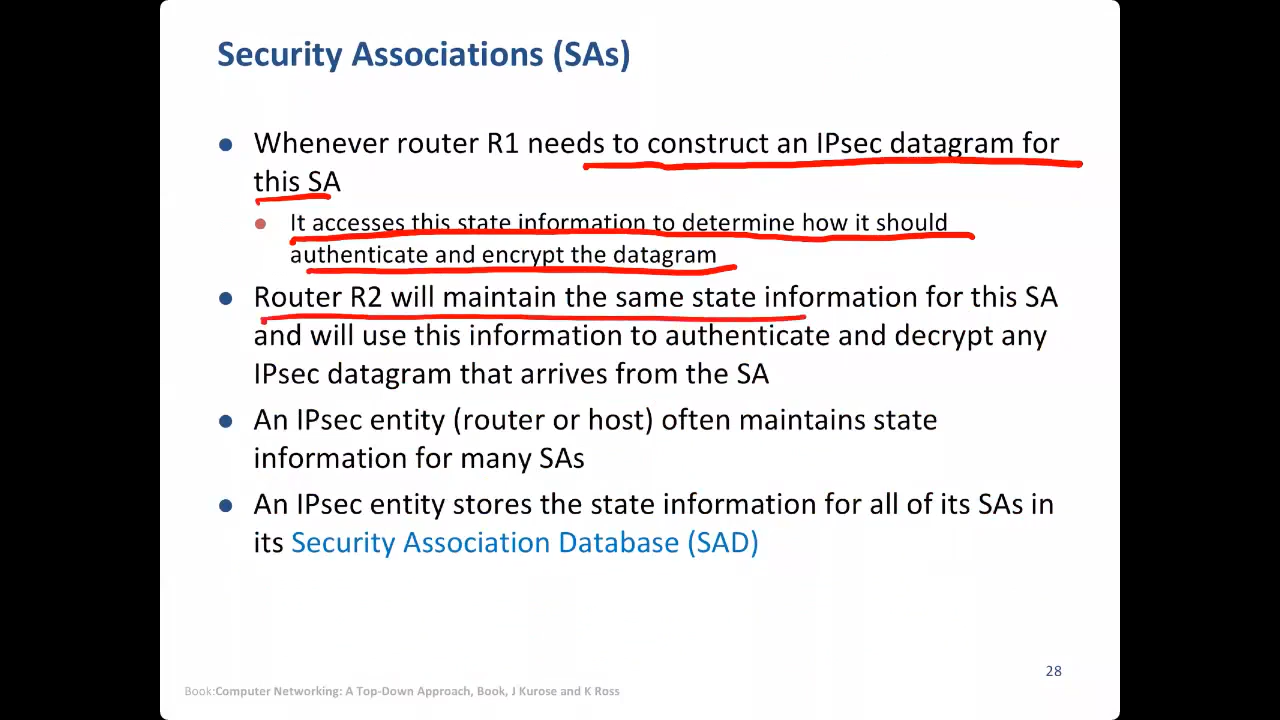 Security Associations (SAs)
● Whenever router R1 needs to construct an IPsec datagram for
this SA
● It accesses this state information to determine how it should
authenticate and encrypt the datagram
● Router R2 will maintain the same state information for this SA
and will use this information to authenticate and decrypt any
IPsec datagram that arrives from the SA
● An IPsec entity (router or host) often maintains state
information for many SAs
● An IPsec entity stores the state information for all of its SAs in
its Security Association Database (SAD)
28
Book:Computer Networking: A Top-Down Approach, Book, J Kurose and K Ross